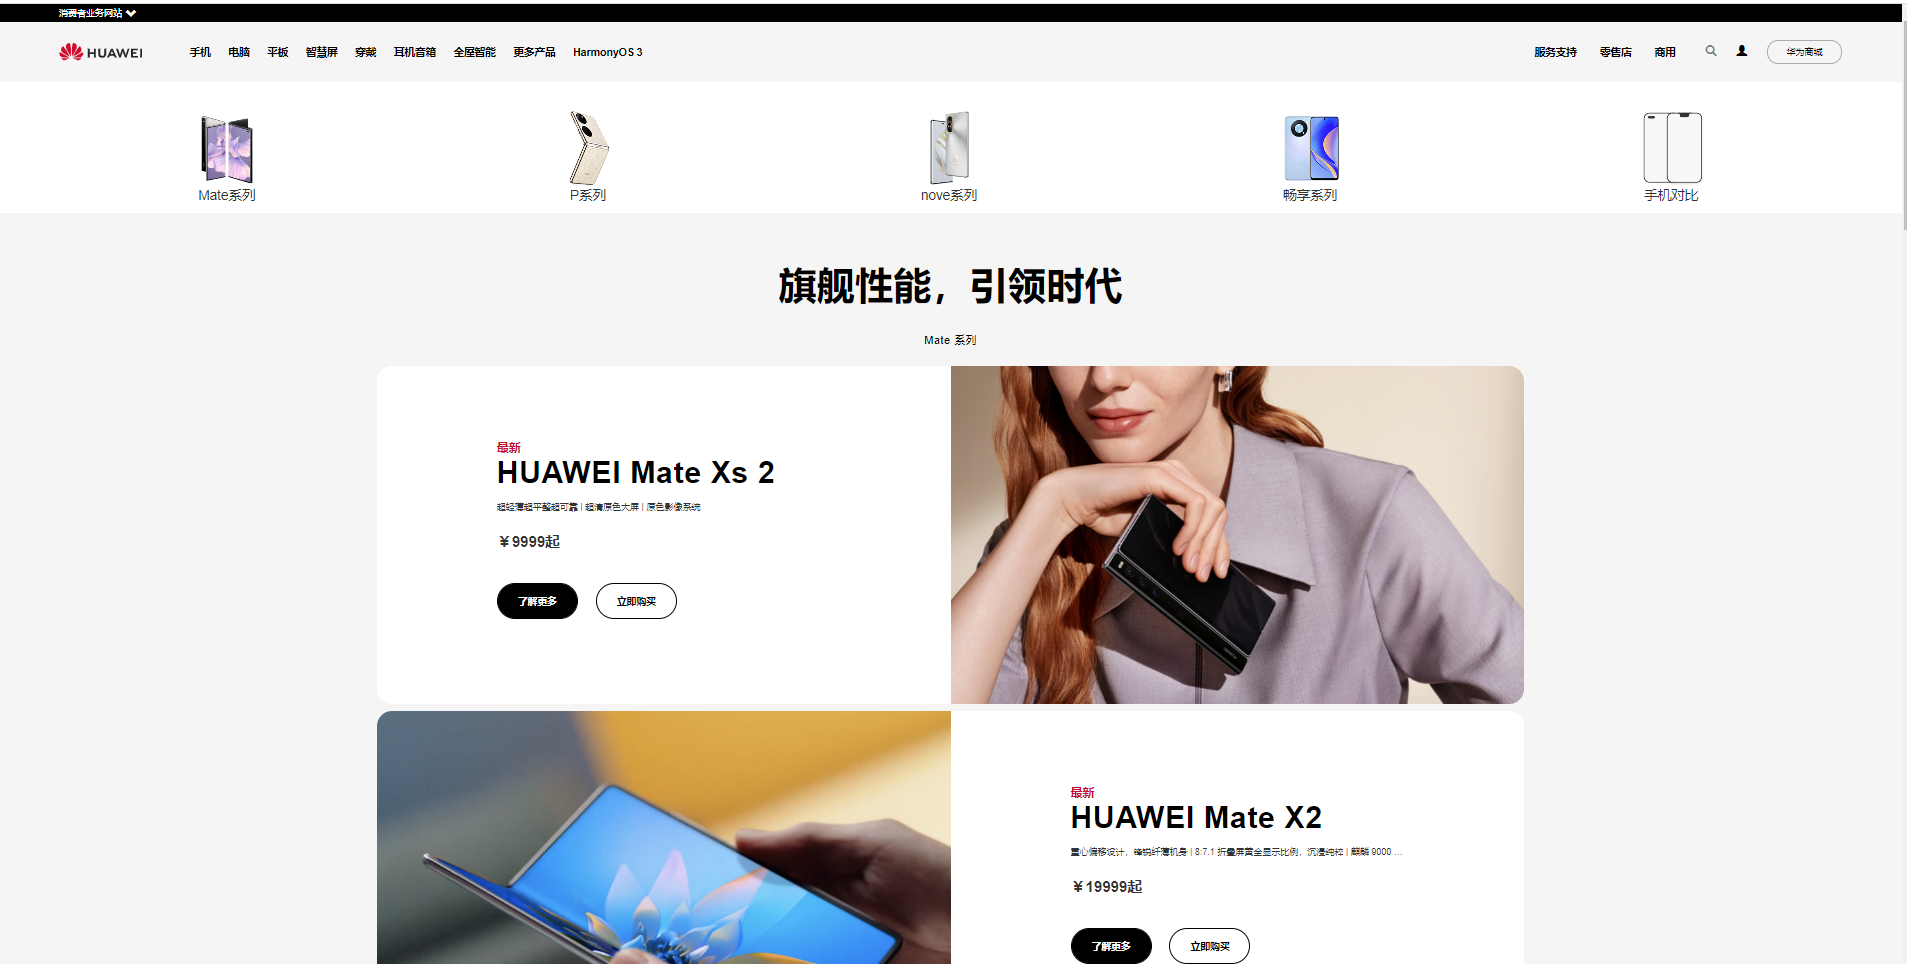 消费者业务网站
HUAWEI 手机 电脑 平板 智慧屏 穿戴 耳机音箱 全屋智能 更多产品 HarmonyOS 3 服务支持 零售店 商用 华为商城
Mate系列 P系列 nove系列 畅享系列 手机对比
旗舰性能，引领时代
Mate 系列
最新
HUAWEI Mate Xs 2
超轻薄超平整超可靠 | 超清原色大屏 | 原色影像系统
￥9999起
了解更多 立即购买
最新
HUAWEI Mate X2
重心偏移设计，锋锐纤薄机身 | 8:7.1 折叠屏黄金显示比例，沉浸纯粹 | 麒麟 9000 ...
￥19999起
了解更多 立即购买